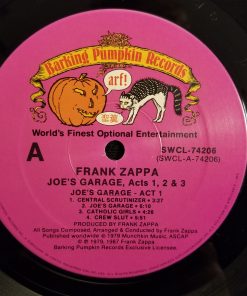 Barking Pumpkin Records
arf!
World's Finest Optional Entertainment
A
SWCL-74206
(SWCL-A-74206)
FRANK ZAPPA
JOE'S GARAGE, Acts 1, 2 & 3
JOE'S GARAGE - ACT 1
1. CENTRAL SCRUTINIZER • 3:27
2. JOE'S GARAGE • 6:10
3. CATHOLIC GIRLS • 4:26
4. CREW SLUT • 5:51
PRODUCED BY FRANK ZAPPA
All Songs Composed, Arranged & Conducted by Frank Zappa
Published worldwide © 1979 Munchkin Music, ASCAP
© 1979, 1987 Frank Zappa.
Barking Pumpkin Records Exclusive Licensee.